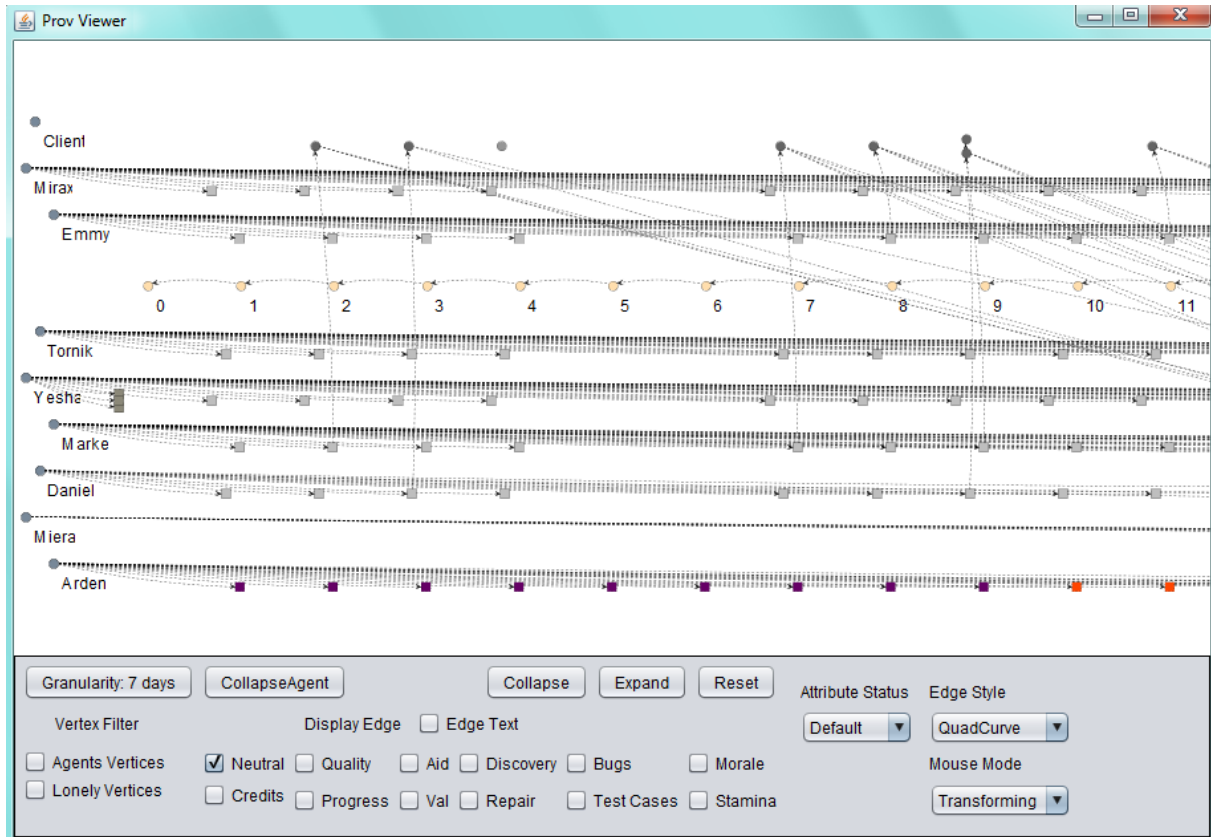 Prov Viewer
Client
Mirax
Emmy
0 1 2 3 4 5 6 7 8 9 10 11
Tornik
Yesha
Marke
Daniel
Miera
Arden
Granularity: 7 days CollapseAgent Collapse Expand Reset Attribute Status Edge Style
Vertex Filter Display Edge Edge Text Default QuadCurve
Agents Vertices Neutral Quality Aid Discovery Bugs Morale Mouse Mode
Lonely Vertices Credits Progress Val Repair Test Cases Stamina Transforming